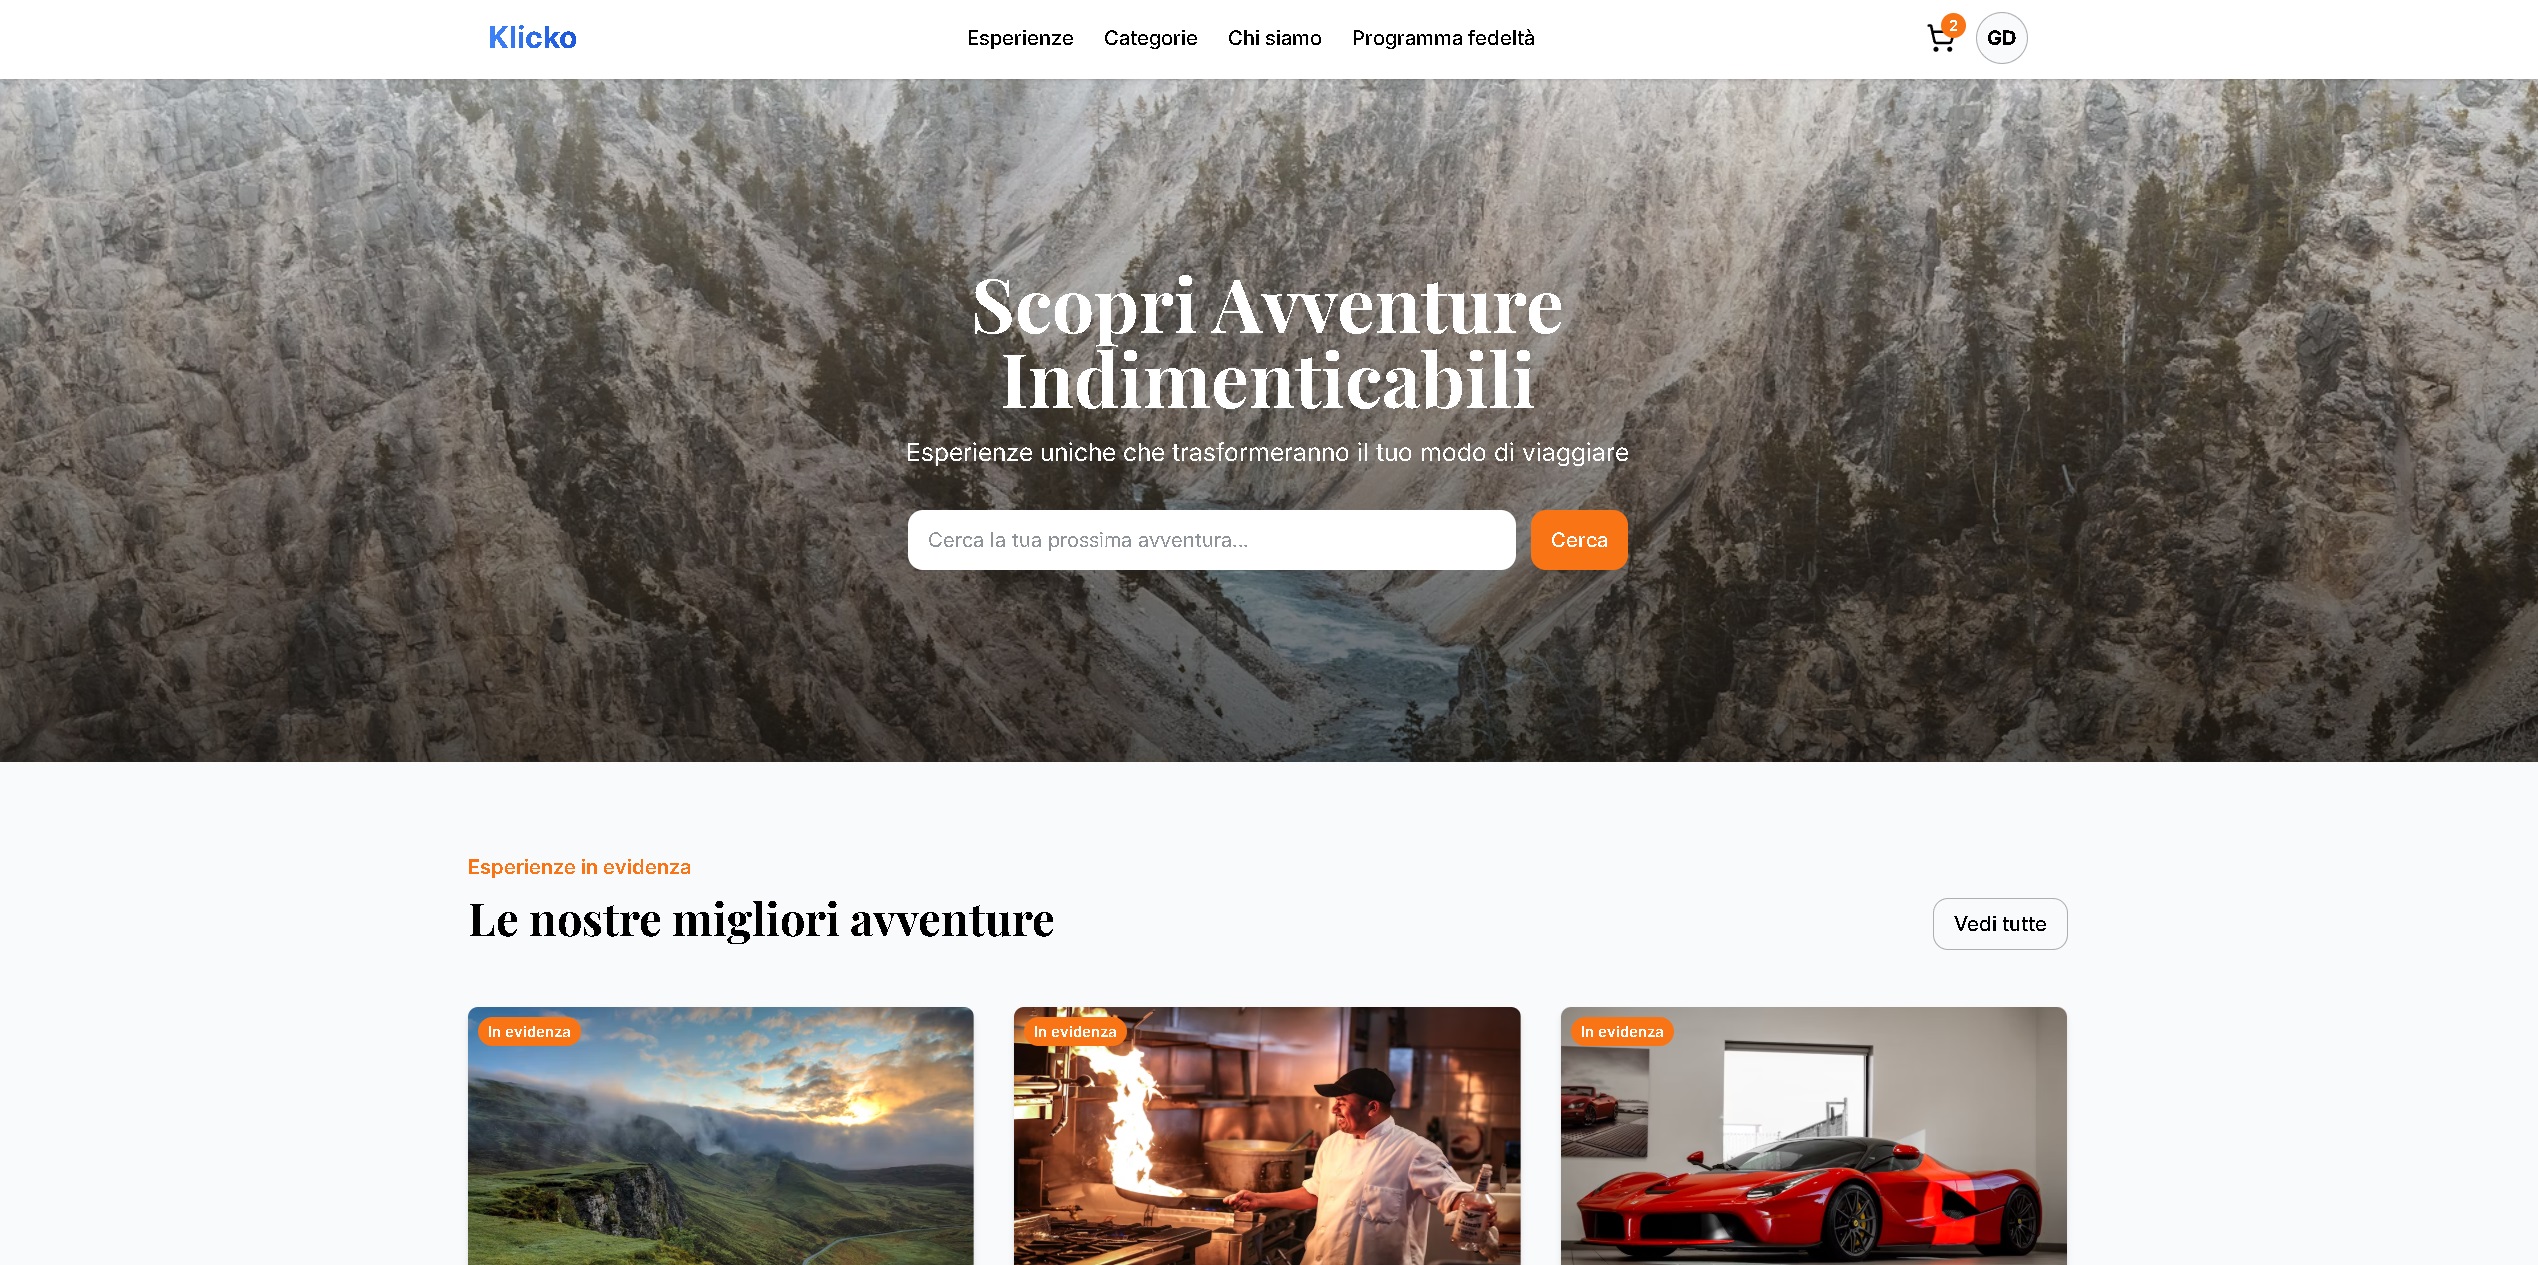 Klicko
Esperienze
Categorie
Chi siamo
Programma fedeltà
2
GD
Scopri Avventure
Indimenticabili
Esperienze uniche che trasformeranno il tuo modo di viaggiare
Cerca la tua prossima avventura...
Cerca
Esperienze in evidenza
Le nostre migliori avventure
Vedi tutte
In evidenza
In evidenza
In evidenza